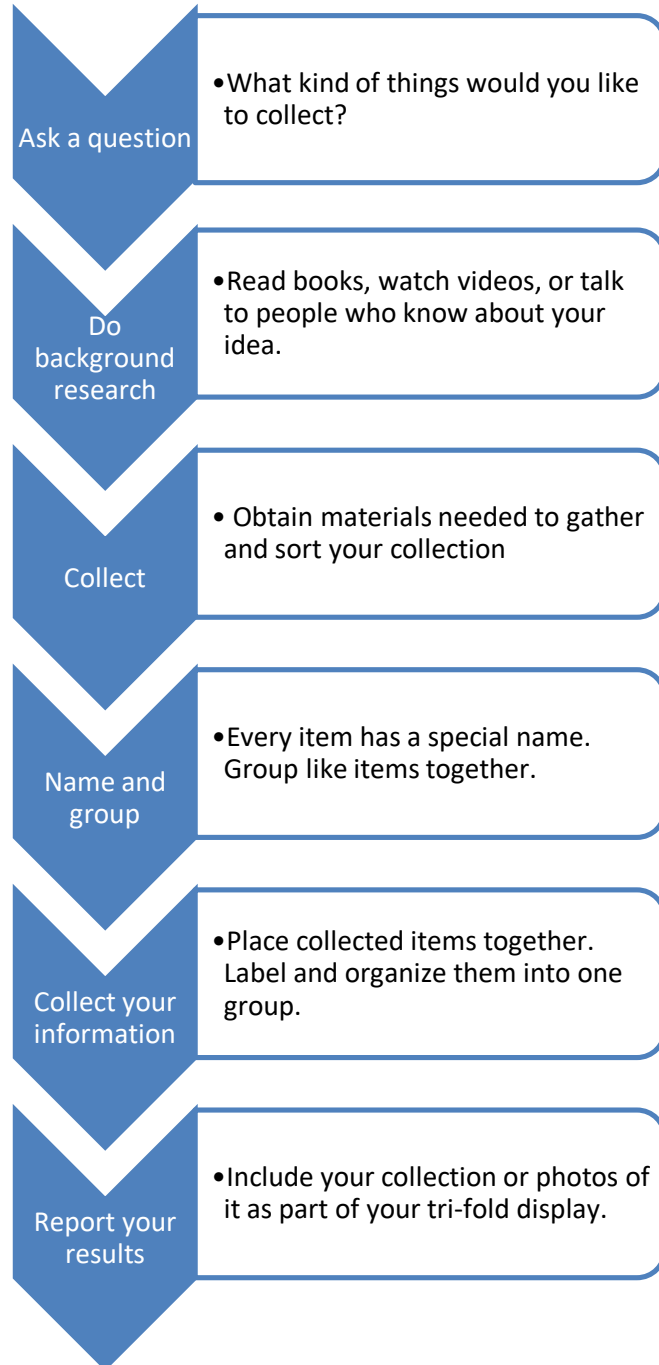 Ask a question
•What kind of things would you like
to collect?
Do
background
research
•Read books, watch videos, or talk
to people who know about your
idea.
Collect
• Obtain materials needed to gather
and sort your collection
Name and
group
•Every item has a special name.
Group like items together.
Collect your
information
•Place collected items together.
Label and organize them into one
group.
Report your
results
•Include your collection or photos of
it as part of your tri-fold display.